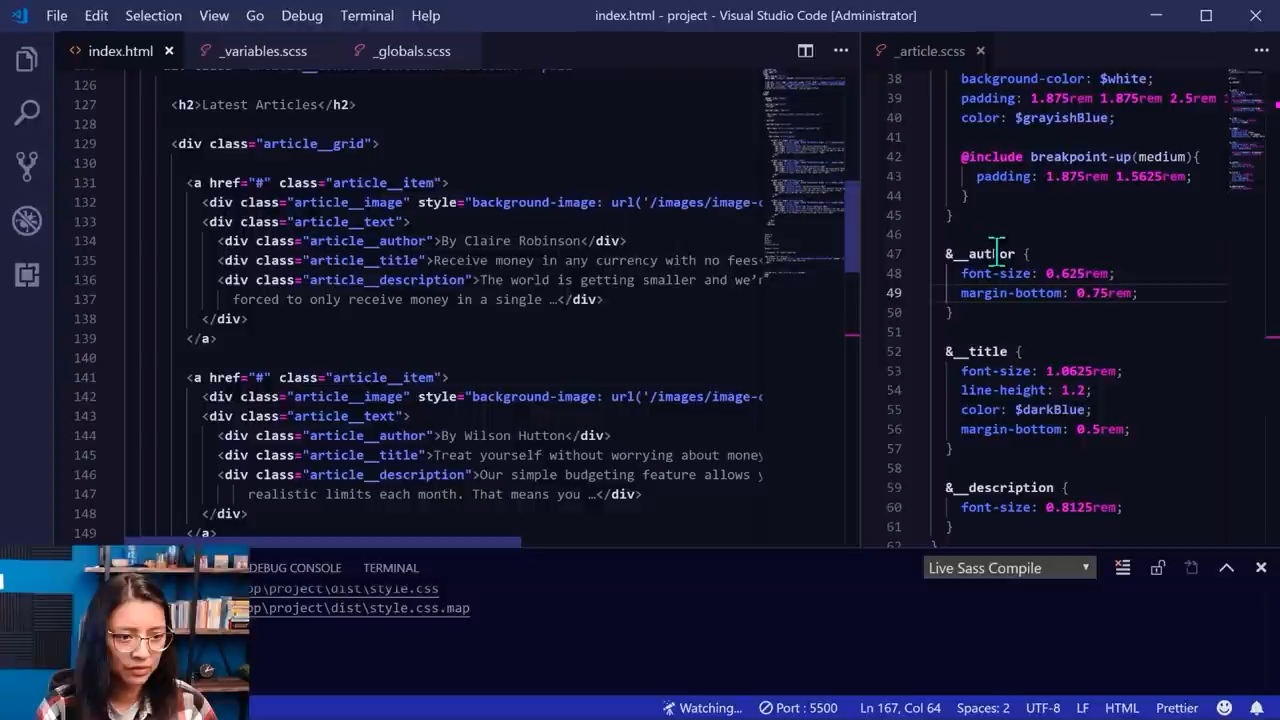 File Edit Selection View Go Debug Terminal Help index.html - project - Visual Studio Code [Administrator]
index.html × _variables.scss _globals.scss ···
126
127 <h2>Latest Articles</h2>
128
129 <div class="article__grid">
130
131 <a href="#" class="article__item">
132 <div class="article__image" style="background-image: url('/images/image-c
133 <div class="article__text">
134 <div class="article__author">By Claire Robinson</div>
135 <div class="article__title">Receive money in any currency with no fees<
136 <div class="article__description">The world is getting smaller and we'r
137 forced to only receive money in a single …</div>
138 </div>
139 </a>
140
141 <a href="#" class="article__item">
142 <div class="article__image" style="background-image: url('/images/image-c
143 <div class="article__text">
144 <div class="article__author">By Wilson Hutton</div>
145 <div class="article__title">Treat yourself without worrying about money
146 <div class="article__description">Our simple budgeting feature allows y
147 realistic limits each month. That means you …</div>
148 </div>
149 </a>
_article.scss × ···
38 background-color: $white;
39 padding: 1.875rem 1.875rem 2.5rem
40 color: $grayishBlue;
41
42 @include breakpoint-up(medium){
43 padding: 1.875rem 1.5625rem;
44 }
45 }
46
47 &__author {
48 font-size: 0.625rem;
49 margin-bottom: 0.75rem;
50 }
51
52 &__title {
53 font-size: 1.0625rem;
54 line-height: 1.2;
55 color: $darkBlue;
56 margin-bottom: 0.5rem;
57 }
58
59 &__description {
60 font-size: 0.8125rem;
61 }
62 }
DEBUG CONSOLE TERMINAL Live Sass Compile
op\project\dist\style.css
op\project\dist\style.css.map
Watching... Port : 5500 Ln 167, Col 64 Spaces: 2 UTF-8 LF HTML Prettier